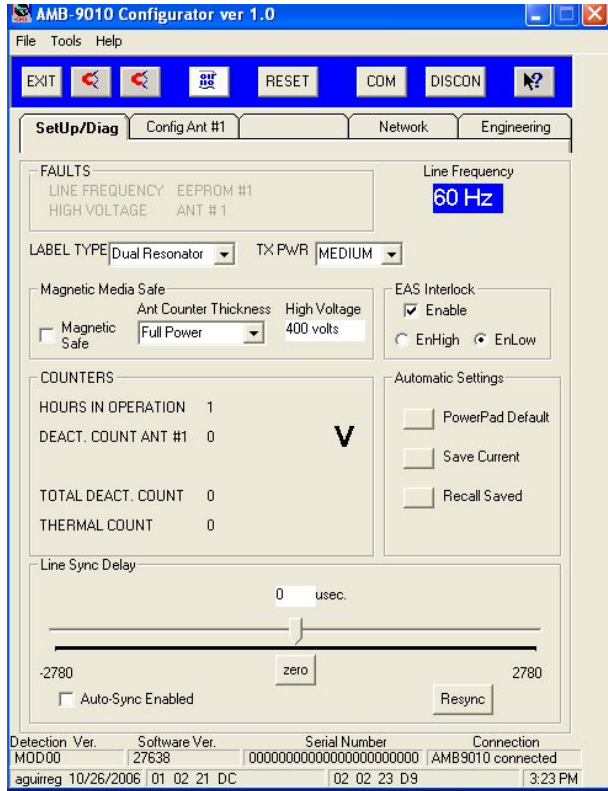 AMB-9010 Configurator ver 1.0
File Tools Help
EXIT RESET COM DISCON
SetUp/Diag Config Ant #1 Network Engineering
FAULTS
LINE FREQUENCY EEPROM #1
HIGH VOLTAGE ANT # 1
Line Frequency
60 Hz
LABEL TYPE Dual Resonator TX PWR MEDIUM
Magnetic Media Safe
Ant Counter Thickness High Voltage
Magnetic Safe Full Power 400 volts
EAS Interlock
Enable
EnHigh EnLow
COUNTERS
HOURS IN OPERATION 1
DEACT. COUNT ANT #1 0
V
TOTAL DEACT. COUNT 0
THERMAL COUNT 0
Automatic Settings
PowerPad Default
Save Current
Recall Saved
Line Sync Delay
0 usec.
-2780 zero 2780
Auto-Sync Enabled Resync
Detection Ver. Software Ver. Serial Number Connection
MOD00 27638 0000000000000000000000 AMB9010 connected
aguirreg 10/26/2006 01 02 21 DC 02 02 23 D9 3:23 PM